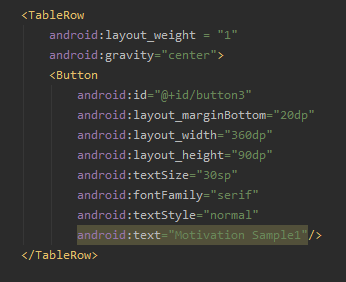 <TableRow
android:layout_weight = "1"
android:gravity="center">
<Button
android:id="@+id/button3"
android:layout_marginBottom="20dp"
android:layout_width="360dp"
android:layout_height="90dp"
android:textSize="30sp"
android:fontFamily="serif"
android:textStyle="normal"
android:text="Motivation Sample1"/>
</TableRow>